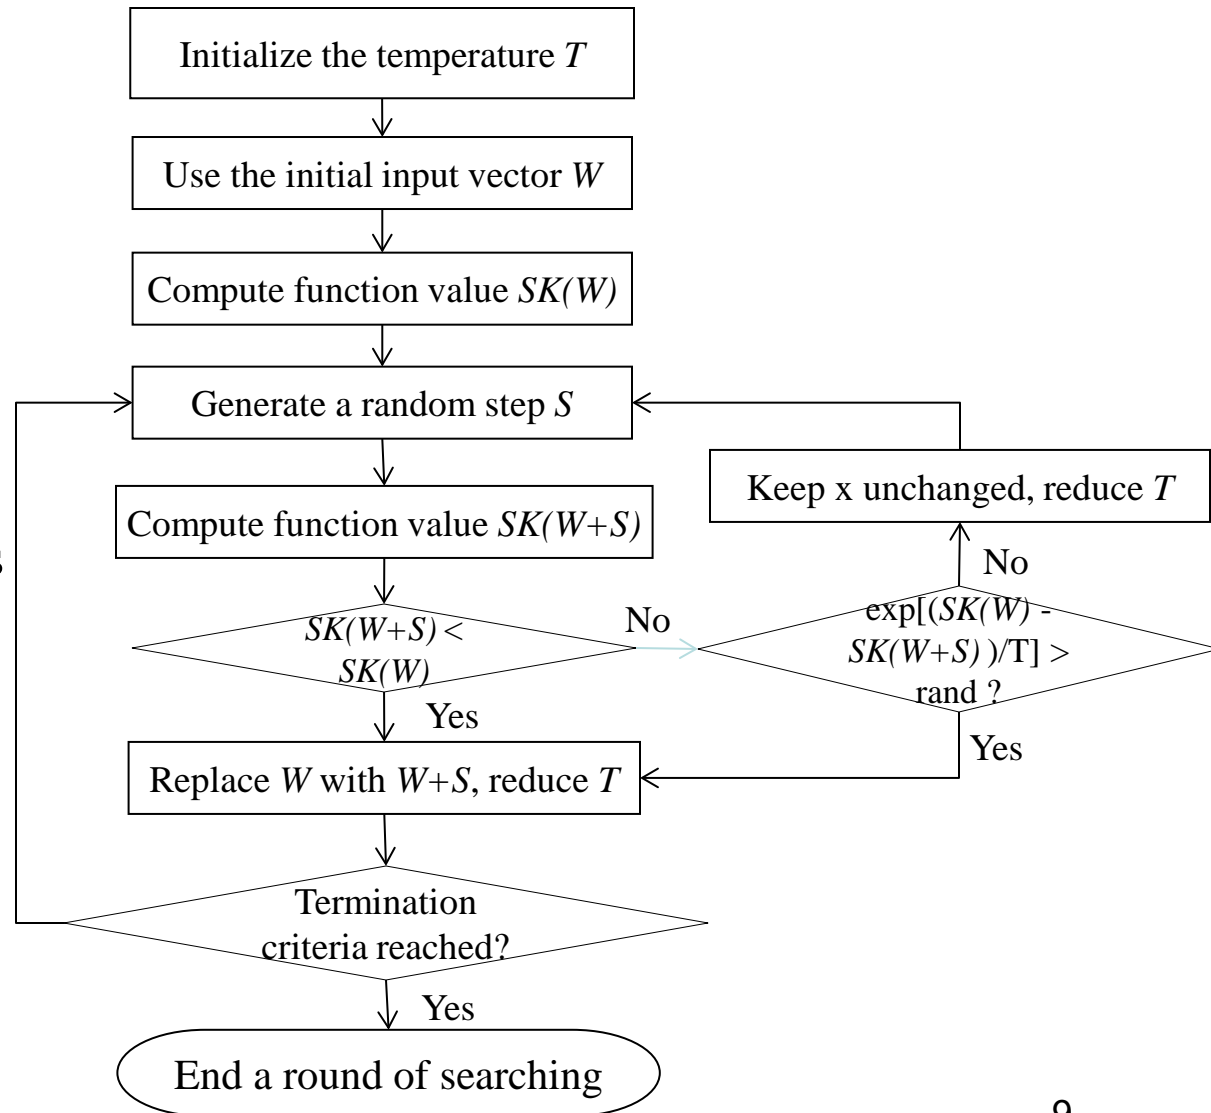 Initialize the temperature T
Use the initial input vector W
Compute function value SK(W)
Generate a random step S
Compute function value SK(W+S)
Keep x unchanged, reduce T
No
SK(W+S) <
SK(W)
No
exp[(SK(W) -
SK(W+S) )/T] >
rand ?
Yes
Yes
Replace W with W+S, reduce T
Termination
criteria reached?
Yes
End a round of searching